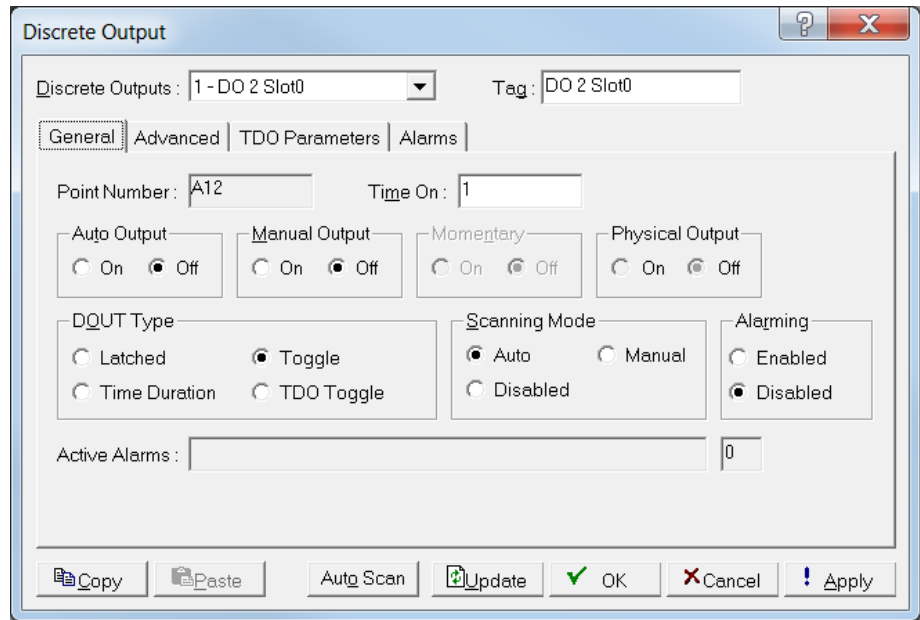 Discrete Output
Discrete Outputs : 1 - DO 2 Slot0 Tag : DO 2 Slot0
General Advanced TDO Parameters Alarms
Point Number : A12 Time On : 1
Auto Output Manual Output Momentary Physical Output
On Off On Off On Off On Off
DOUT Type Scanning Mode Alarming
Latched Toggle Auto Manual Enabled
Time Duration TDO Toggle Disabled Disabled
Active Alarms : 0
Copy Paste Auto Scan Update OK Cancel ! Apply